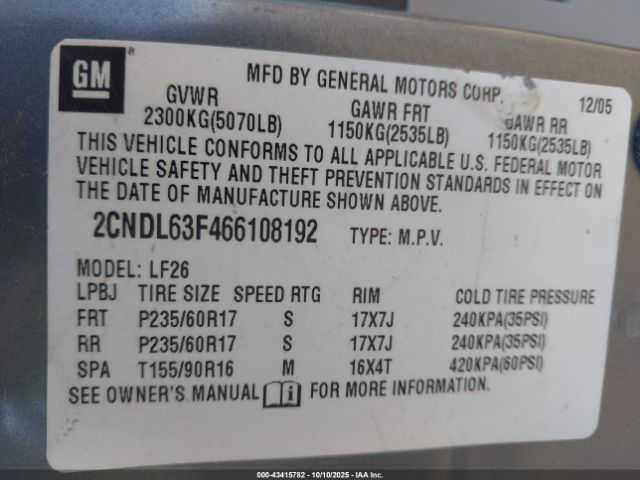 GM ®
MFD BY GENERAL MOTORS CORP.
12/05
GVWR GAWR FRT GAWR RR
2300KG(5070LB) 1150KG(2535LB) 1150KG(2535LB)
THIS VEHICLE CONFORMS TO ALL APPLICABLE U.S. FEDERAL MOTOR
VEHICLE SAFETY AND THEFT PREVENTION STANDARDS IN EFFECT ON
THE DATE OF MANUFACTURE SHOWN ABOVE.
2CNDL63F466108192 TYPE: M.P.V.
MODEL: LF26
LPBJ TIRE SIZE SPEED RTG RIM COLD TIRE PRESSURE
FRT P235/60R17 S 17X7J 240KPA(35PSI)
RR P235/60R17 S 17X7J 240KPA(35PSI)
SPA T155/90R16 M 16X4T 420KPA(60PSI)
SEE OWNER'S MANUAL i FOR MORE INFORMATION.
000-43415782 - 10/10/2025 - IAA Inc.